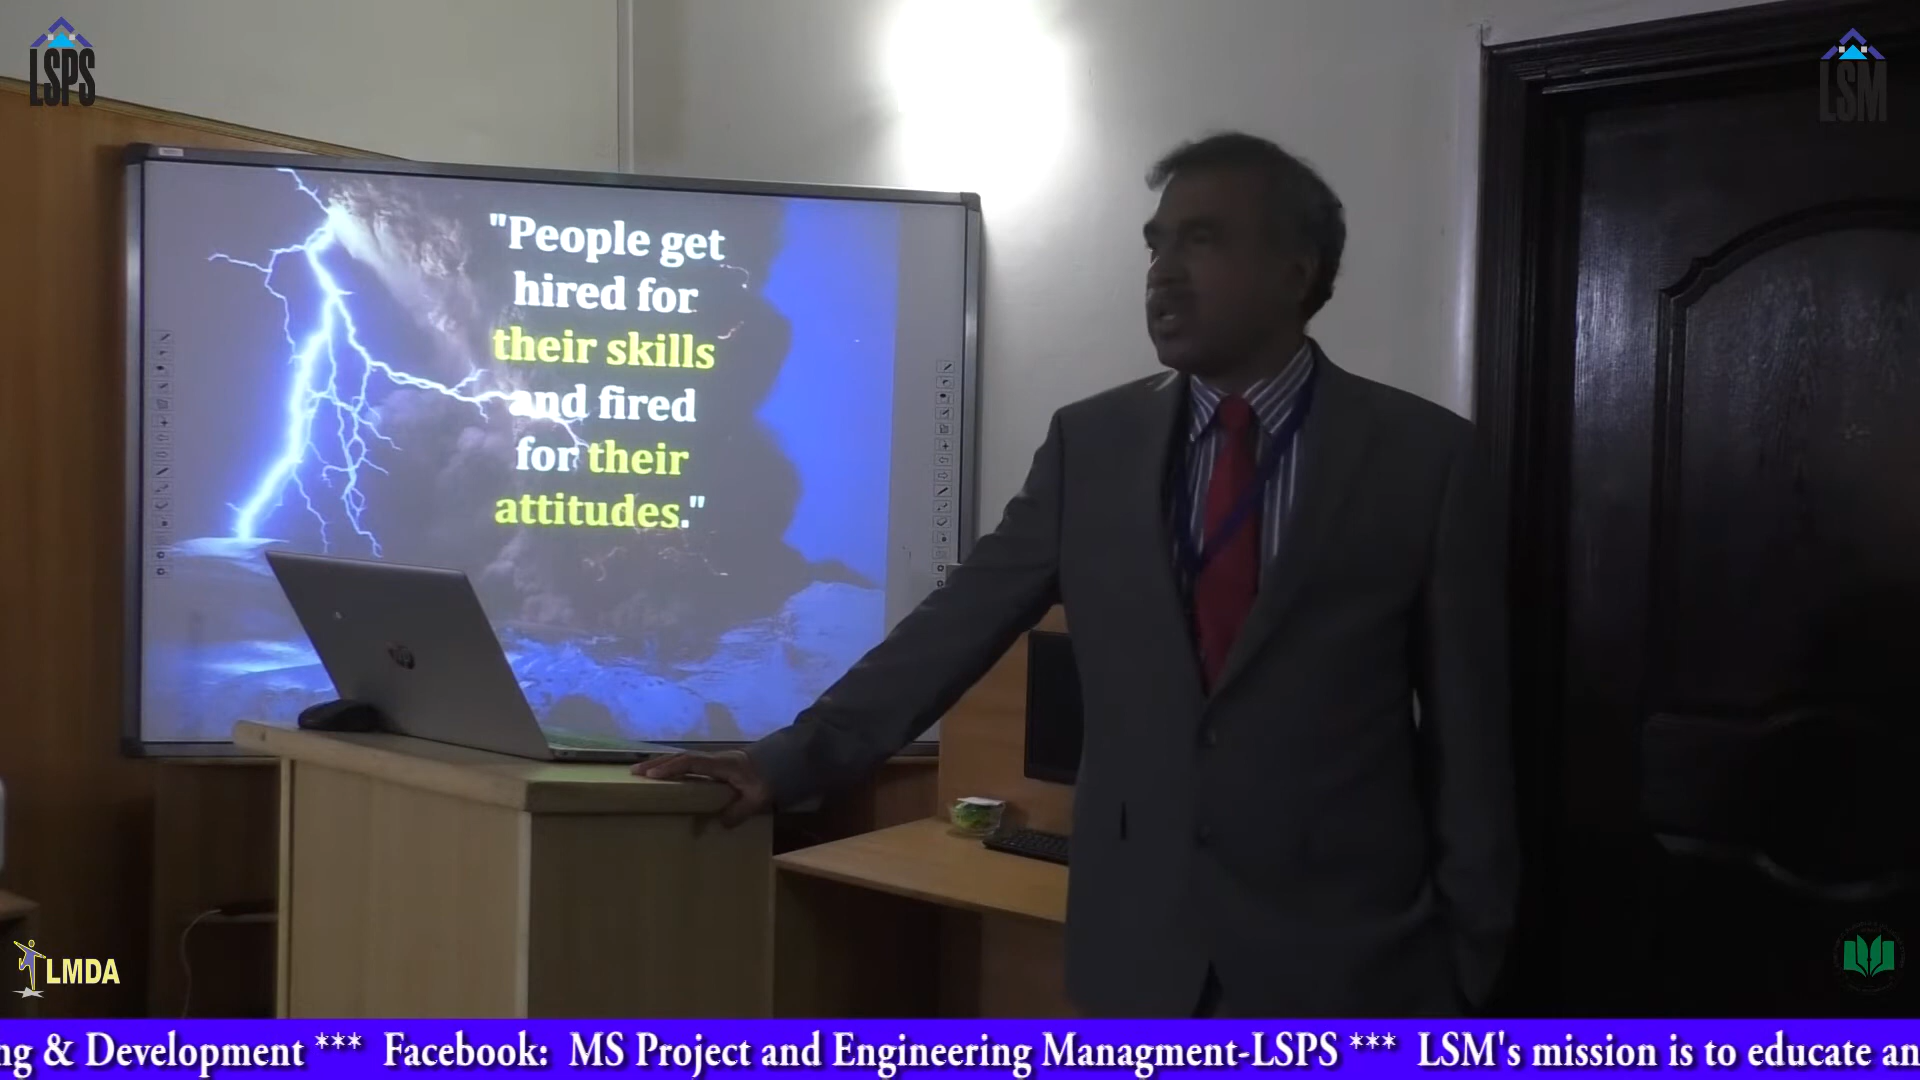 LSPS
LSM
"People get
hired for
their skills
and fired
for their
attitudes."
hp
LMDA
ng & Development *** Facebook: MS Project and Engineering Managment-LSPS *** LSM's mission is to educate an